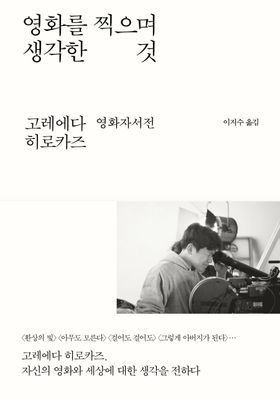 영화를 찍으며
생각한 것
고레에다 영화자서전
히로카즈
이지수 옮김
〈환상의 빛〉 〈아무도 모른다〉 〈걸어도 걸어도〉 〈그렇게 아버지가 된다〉…
고레에다 히로카즈,
자신의 영화와 세상에 대한 생각을 전하다